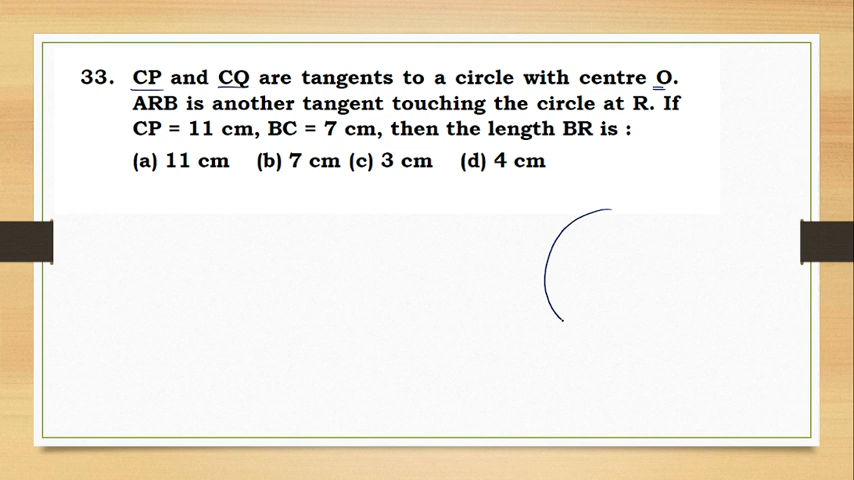 33. CP and CQ are tangents to a circle with centre O.
ARB is another tangent touching the circle at R. If
CP = 11 cm, BC = 7 cm, then the length BR is :
(a) 11 cm (b) 7 cm (c) 3 cm (d) 4 cm